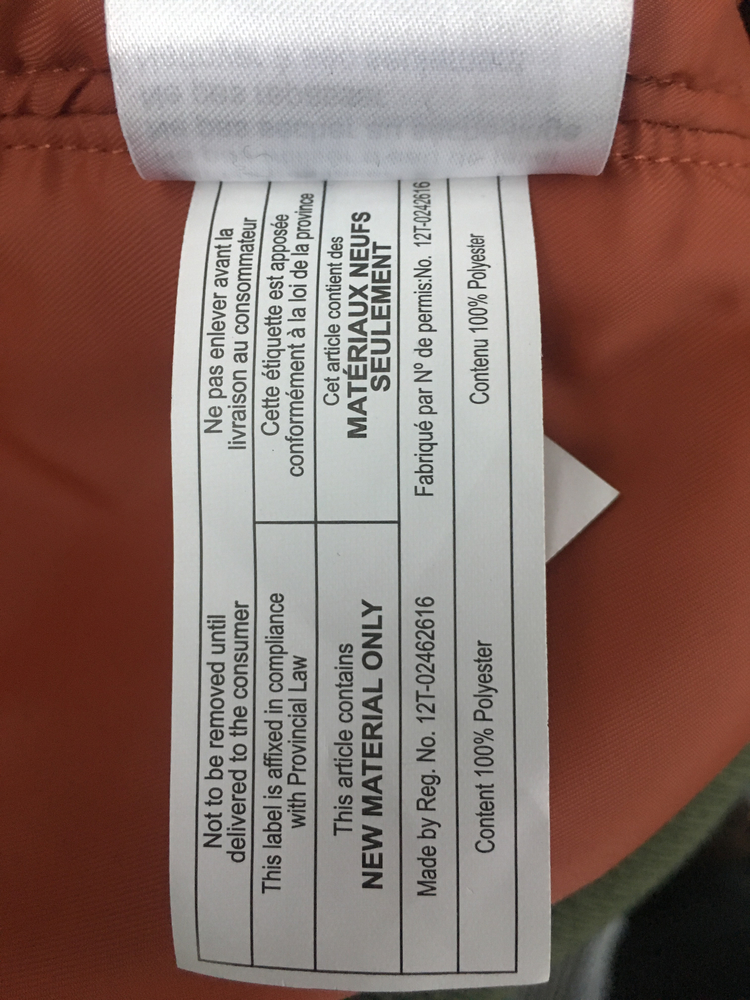 Not to be removed until
delivered to the consumer
Ne pas enlever avant la
livraison au consommateur
This label is affixed in compliance
with Provincial Law
Cette étiquette est apposée
conformément à la loi de la province
This article contains
NEW MATERIAL ONLY
Cet article contient des
MATÉRIAUX NEUFS
SEULEMENT
Made by Reg. No. 12T-02462616
Fabriqué par Nº de permis:No. 12T-0242616
Content 100% Polyester
Contenu 100% Polyester